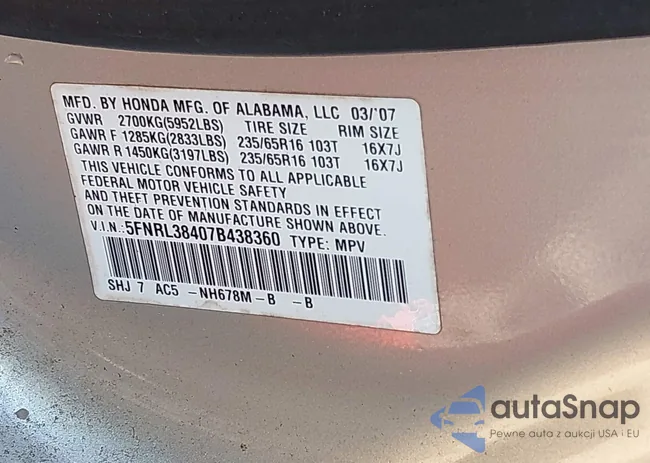 MFD. BY HONDA MFG. OF ALABAMA, LLC 03/'07
GVWR 2700KG(5952LBS) TIRE SIZE RIM SIZE
GAWR F 1285KG(2833LBS) 235/65R16 103T 16X7J
GAWR R 1450KG(3197LBS) 235/65R16 103T 16X7J
THIS VEHICLE CONFORMS TO ALL APPLICABLE
FEDERAL MOTOR VEHICLE SAFETY
AND THEFT PREVENTION STANDARDS IN EFFECT
ON THE DATE OF MANUFACTURE SHOWN ABOVE.
V.I.N.: 5FNRL38407B438360 TYPE: MPV
SHJ 7 AC5 -NH678M-B -B
autaSnap
Pewne auta z aukcji USA i EU